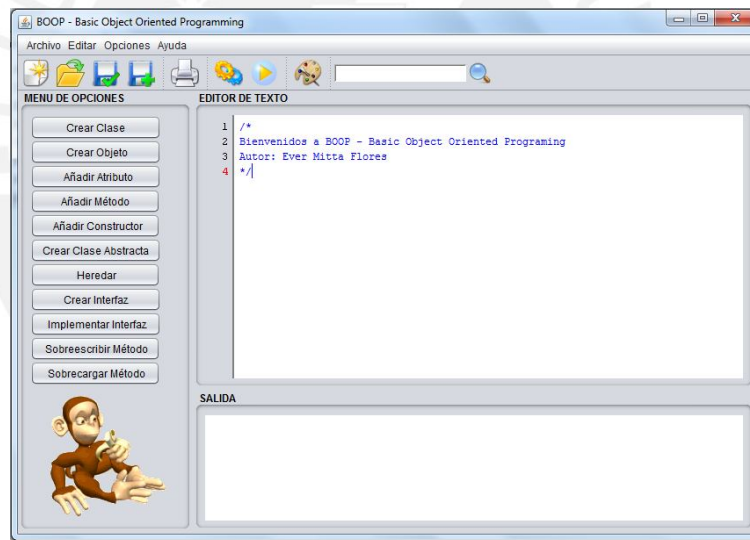 BOOP - Basic Object Oriented Programming
Archivo Editar Opciones Ayuda
MENU DE OPCIONES
Crear Clase
Crear Objeto
Añadir Atributo
Añadir Método
Añadir Constructor
Crear Clase Abstracta
Heredar
Crear Interfaz
Implementar Interfaz
Sobreescribir Método
Sobrecargar Método
EDITOR DE TEXTO
1 /*
2 Bienvenidos a BOOP - Basic Object Oriented Programing
3 Autor: Ever Mitta Flores
4 */
SALIDA